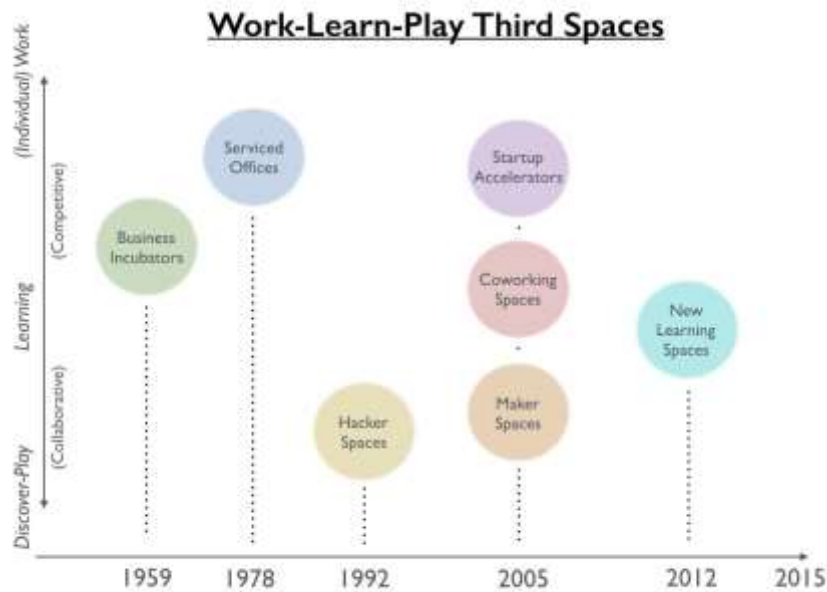 Work-Learn-Play Third Spaces
(Individual) Work
(Competitive)
Learning
(Collaborative)
Discover-Play
Business
Incubators
Serviced
Offices
Hacker
Spaces
Startup
Accelerators
Coworking
Spaces
Maker
Spaces
New
Learning
Spaces
1959
1978
1992
2005
2012
2015